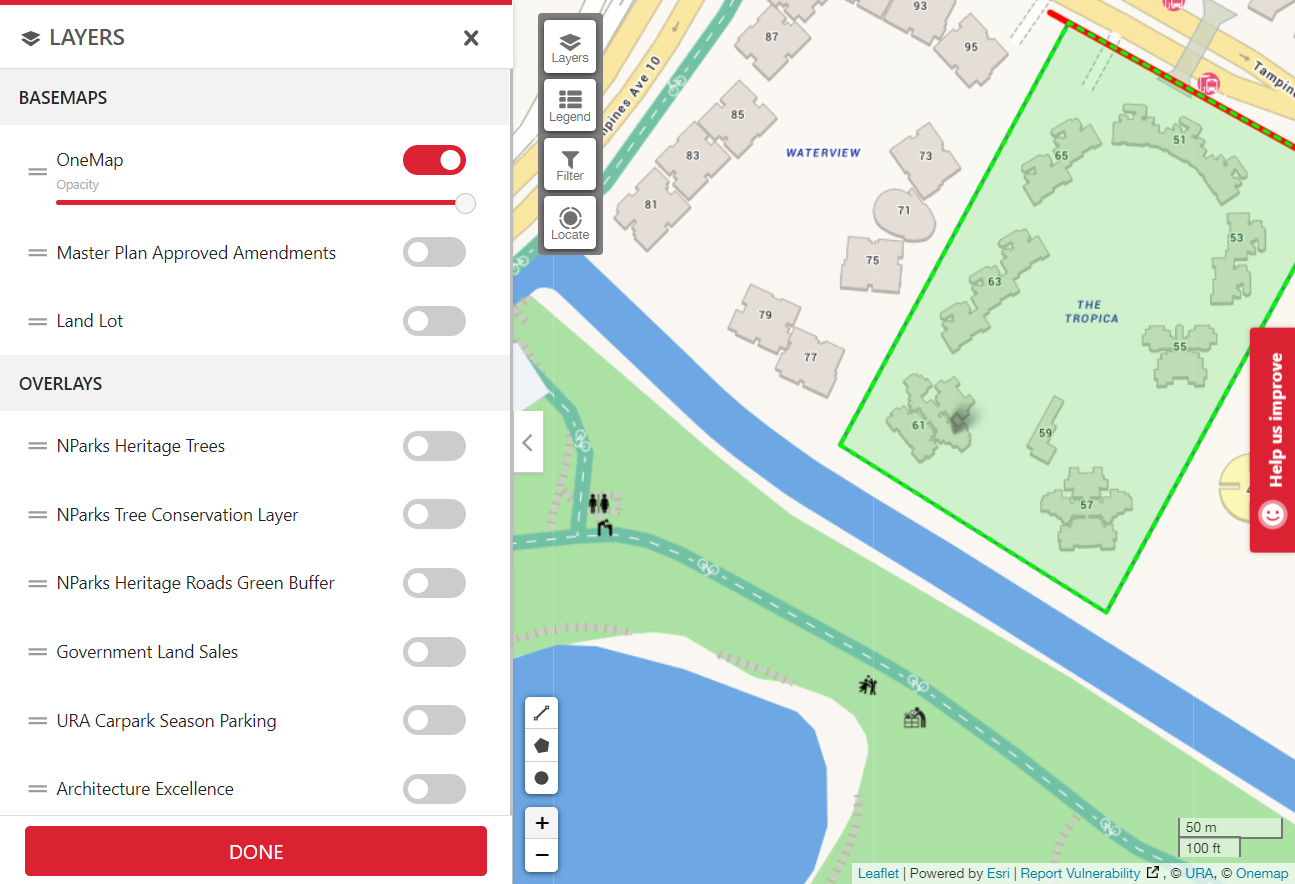 LAYERS
BASEMAPS
OneMap
Opacity
Master Plan Approved Amendments
Land Lot
OVERLAYS
NParks Heritage Trees
NParks Tree Conservation Layer
NParks Heritage Roads Green Buffer
Government Land Sales
URA Carpark Season Parking
Architecture Excellence
DONE
Layers
Legend
Filter
Locate
pines Ave 10
Tampin
93
87
95
85
83
81
WATERVIEW
73
71
75
79
77
65
51
53
63
THE
TROPICA
55
61
59
57
Help us improve
+
−
50 m
100 ft
Leaflet | Powered by Esri | Report Vulnerability , © URA, © Onemap